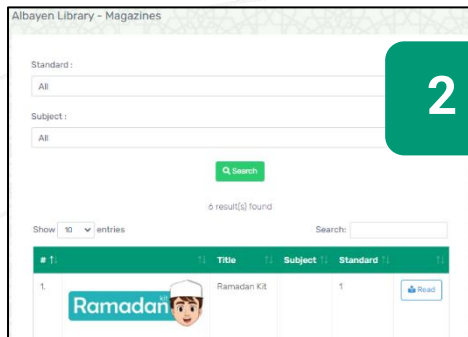 Albayen Library - Magazines
2
Standard :
All
Subject :
All
Search
6 result(s) found
Show 10 entries Search:
# Title Subject Standard
1. Ramadan Kit 1 Read
Ramadan kit